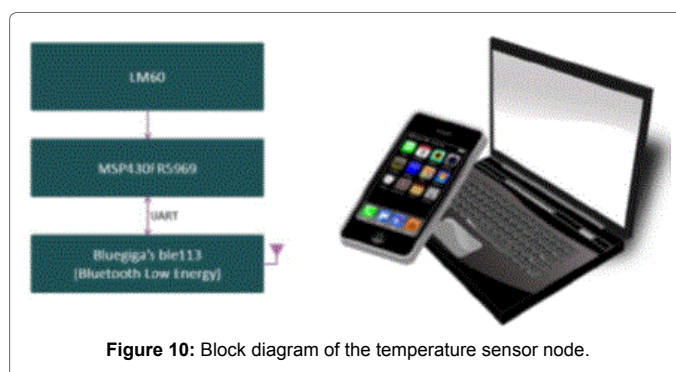 LM60
MSP430FR5969
UART
Bluegiga's ble113
(Bluetooth Low Energy)
Figure 10: Block diagram of the temperature sensor node.